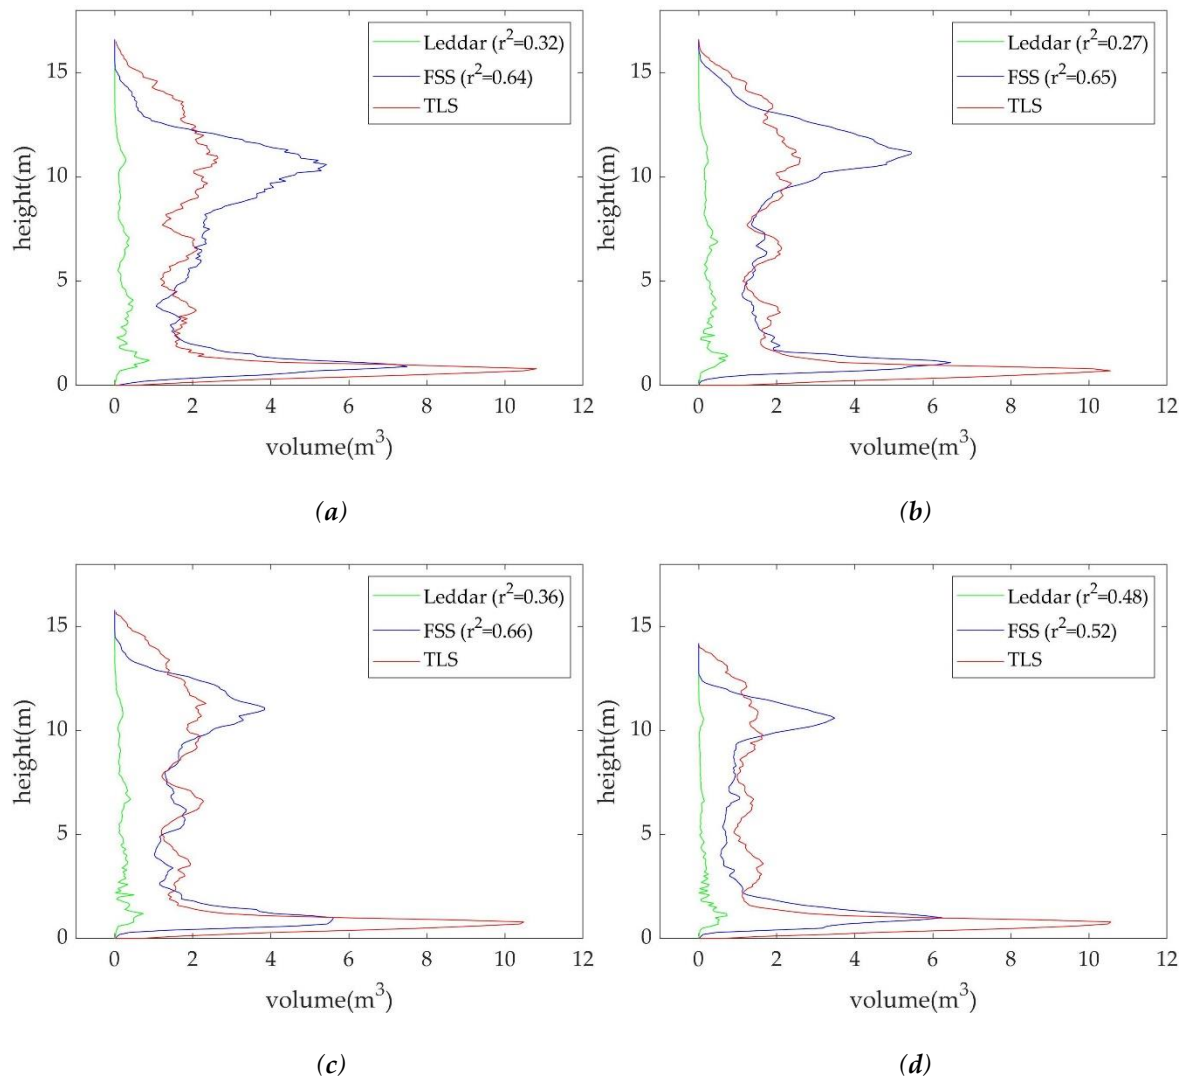 Leddar (r²=0.32)
FSS (r²=0.64)
TLS
15
10
5
0
height(m)
0 2 4 6 8 10 12
volume(m³)
(a)
Leddar (r²=0.27)
FSS (r²=0.65)
TLS
15
10
5
0
height(m)
0 2 4 6 8 10 12
volume(m³)
(b)
Leddar (r²=0.36)
FSS (r²=0.66)
TLS
15
10
5
0
height(m)
0 2 4 6 8 10 12
volume(m³)
(c)
Leddar (r²=0.48)
FSS (r²=0.52)
TLS
15
10
5
0
height(m)
0 2 4 6 8 10 12
volume(m³)
(d)